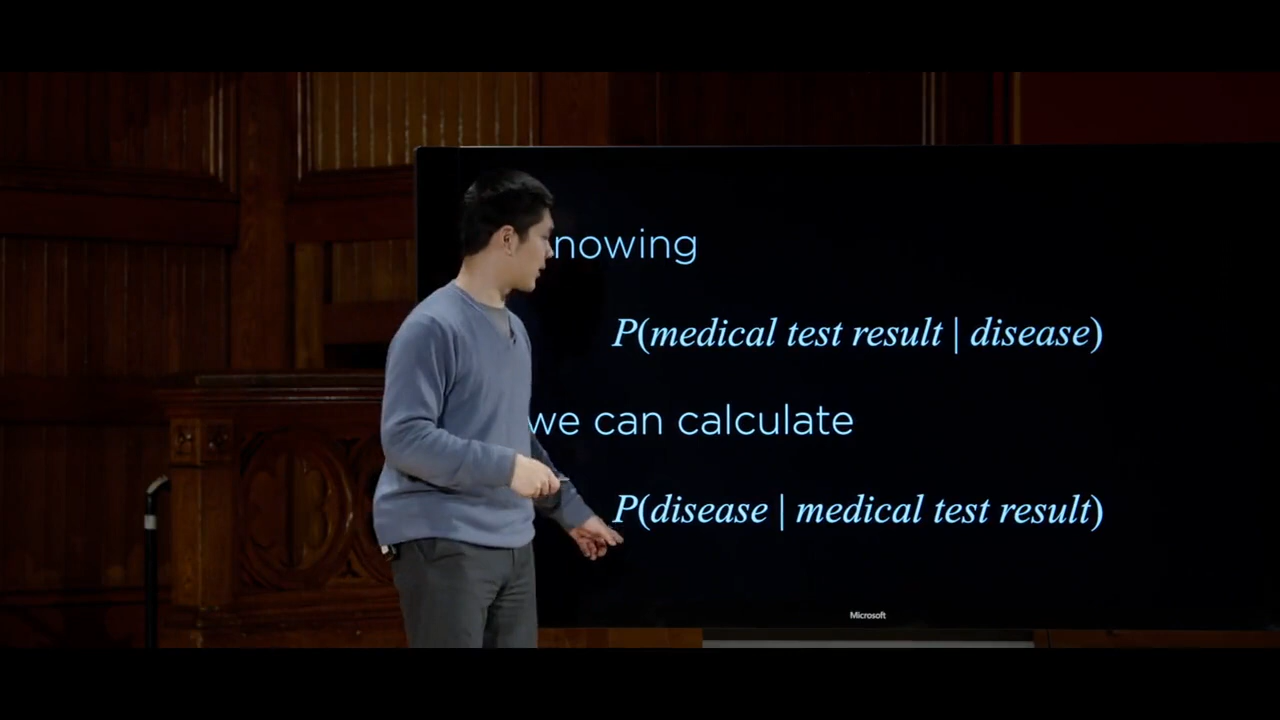 nowing
P(medical test result | disease)
we can calculate
P(disease | medical test result)
Microsoft